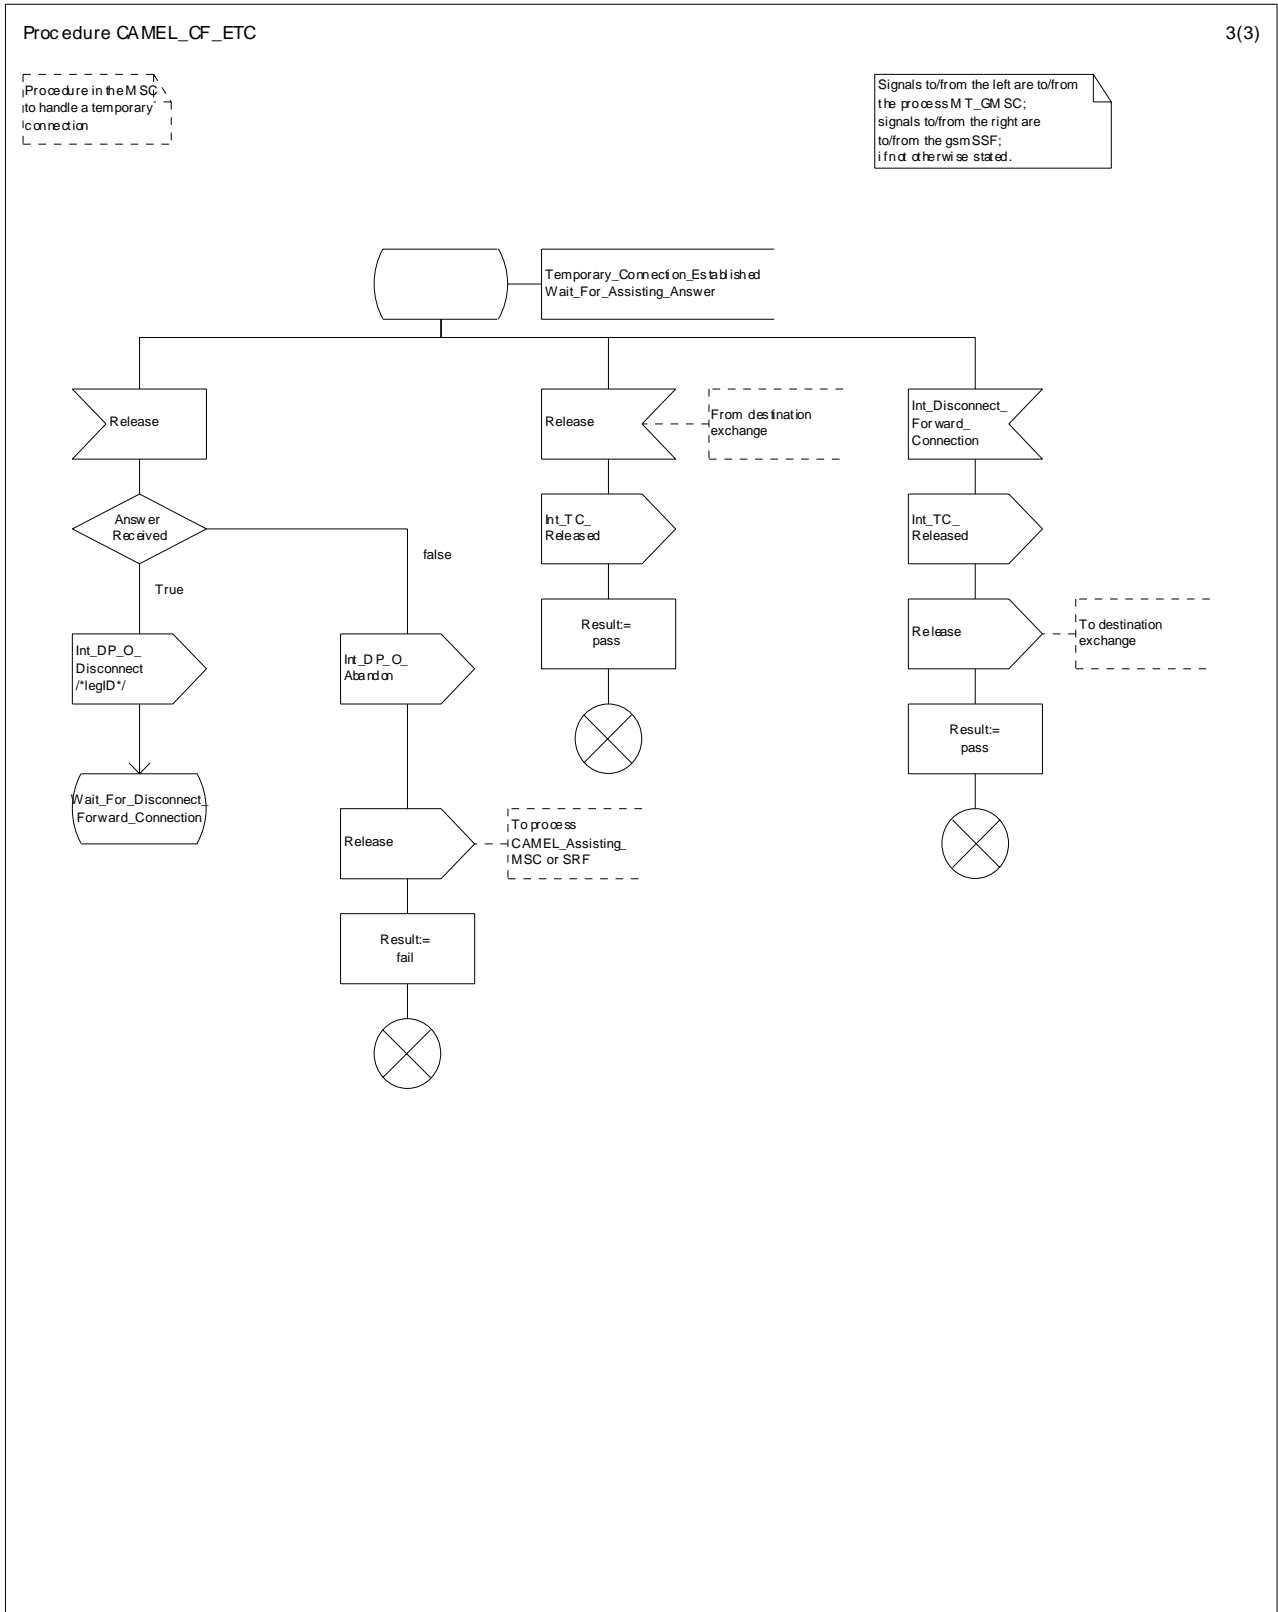 Procedure CAMEL_CF_ETC
3(3)
Procedure in the MSC
to handle a temporary
connection
Signals to/from the left are to/from
the process MT_GMSC;
signals to/from the right are
to/from the gsmSSF;
if not otherwise stated.
Temporary_Connection_Established
Wait_For_Assisting_Answer
Release
Release
From destination
exchange
Int_Disconnect_
Forward_
Connection
Answer
Received
false
True
Int_TC_
Released
Int_TC_
Released
Int_DP_O_
Disconnect
/*legID*/
Int_DP_O_
Abandon
Result:=
pass
Release
To destination
exchange
Result:=
pass
Wait_For_Disconnect_
Forward_Connection
Release
To process
CAMEL_Assisting_
MSC or SRF
Result:=
fail